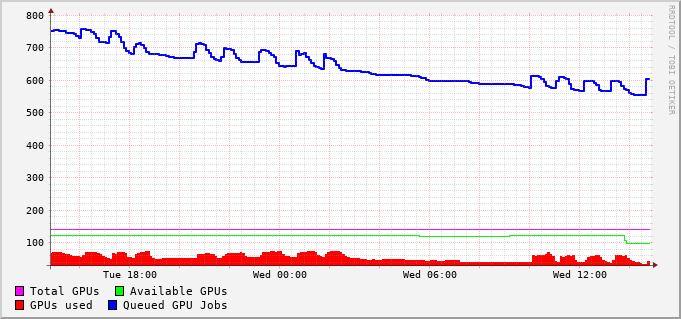 800
700
600
500
400
300
200
100
Tue 18:00 Wed 00:00 Wed 06:00 Wed 12:00
Total GPUs Available GPUs
GPUs used Queued GPU Jobs
RRDTOOL / TOBI OETIKER